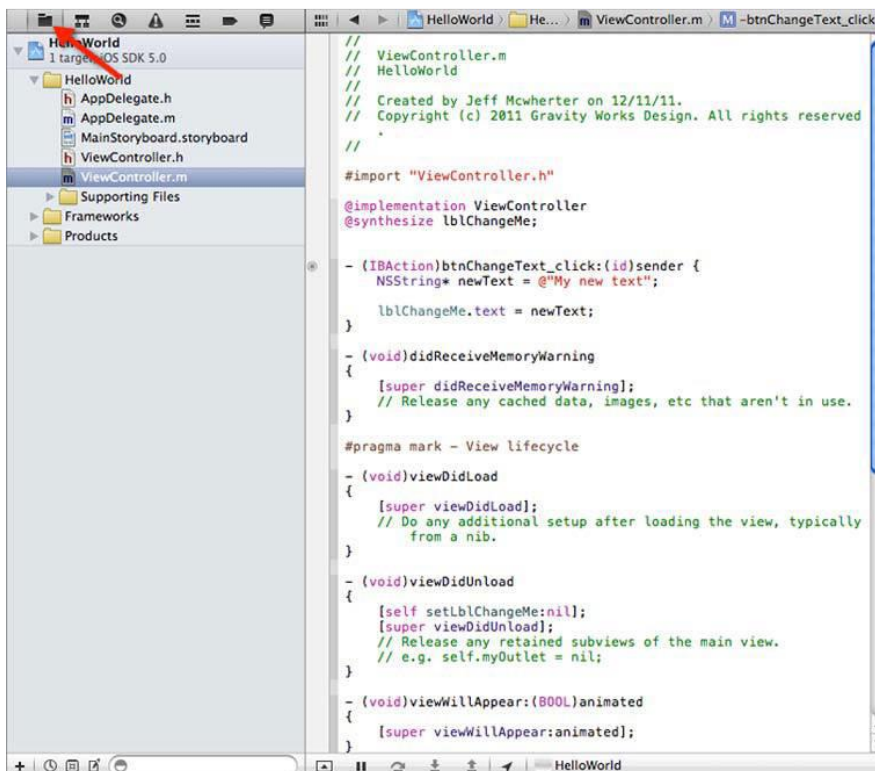 HelloWorld
1 target, iOS SDK 5.0
HelloWorld
h AppDelegate.h
m AppDelegate.m
MainStoryboard.storyboard
h ViewController.h
m ViewController.m
Supporting Files
Frameworks
Products
HelloWorld He... m ViewController.m M -btnChangeText_click
//
//  ViewController.m
//  HelloWorld
//
//  Created by Jeff Mcwherter on 12/11/11.
//  Copyright (c) 2011 Gravity Works Design. All rights reserved
.
//
#import "ViewController.h"
@implementation ViewController
@synthesize lblChangeMe;
- (IBAction)btnChangeText_click:(id)sender {
NSString* newText = @"My new text";
lblChangeMe.text = newText;
}
- (void)didReceiveMemoryWarning
{
[super didReceiveMemoryWarning];
// Release any cached data, images, etc that aren't in use.
}
#pragma mark - View lifecycle
- (void)viewDidLoad
{
[super viewDidLoad];
// Do any additional setup after loading the view, typically
from a nib.
}
- (void)viewDidUnload
{
[self setLblChangeMe:nil];
[super viewDidUnload];
// Release any retained subviews of the main view.
// e.g. self.myOutlet = nil;
}
- (void)viewWillAppear:(BOOL)animated
{
[super viewWillAppear:animated];
}
HelloWorld